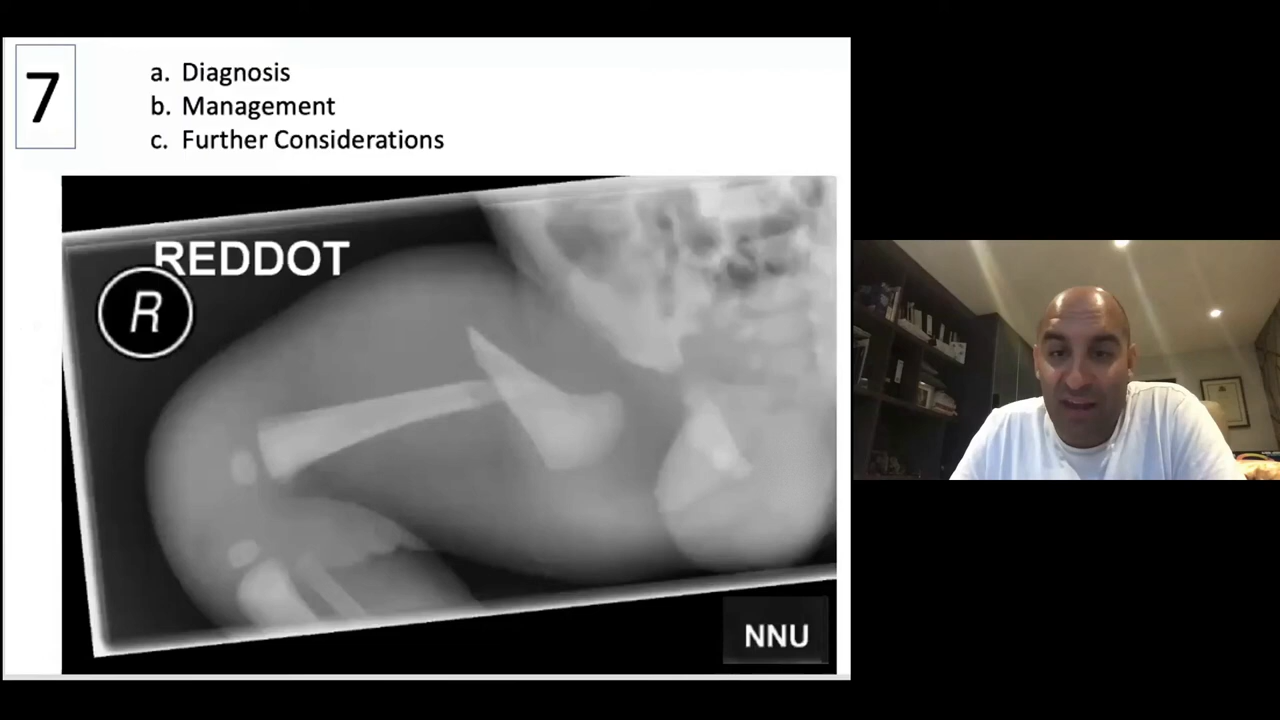 7
a. Diagnosis
b. Management
c. Further Considerations
REDDOT
R
NNU